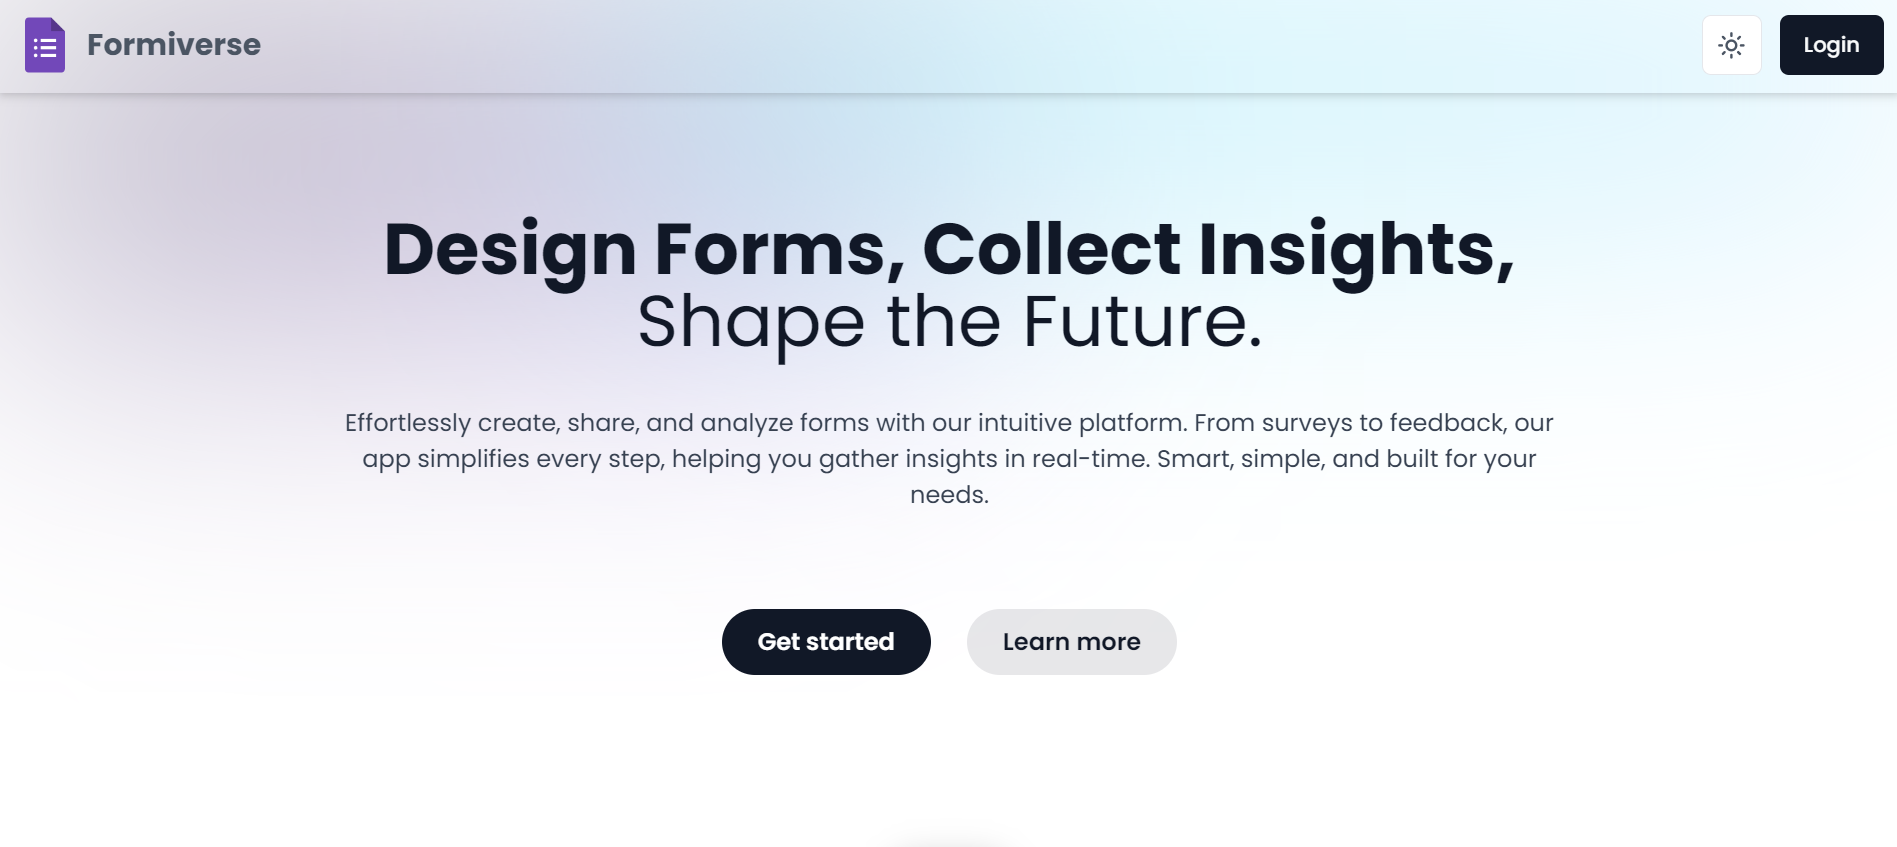 Formiverse
Login
Design Forms, Collect Insights,
Shape the Future.
Effortlessly create, share, and analyze forms with our intuitive platform. From surveys to feedback, our
app simplifies every step, helping you gather insights in real-time. Smart, simple, and built for your
needs.
Get started
Learn more